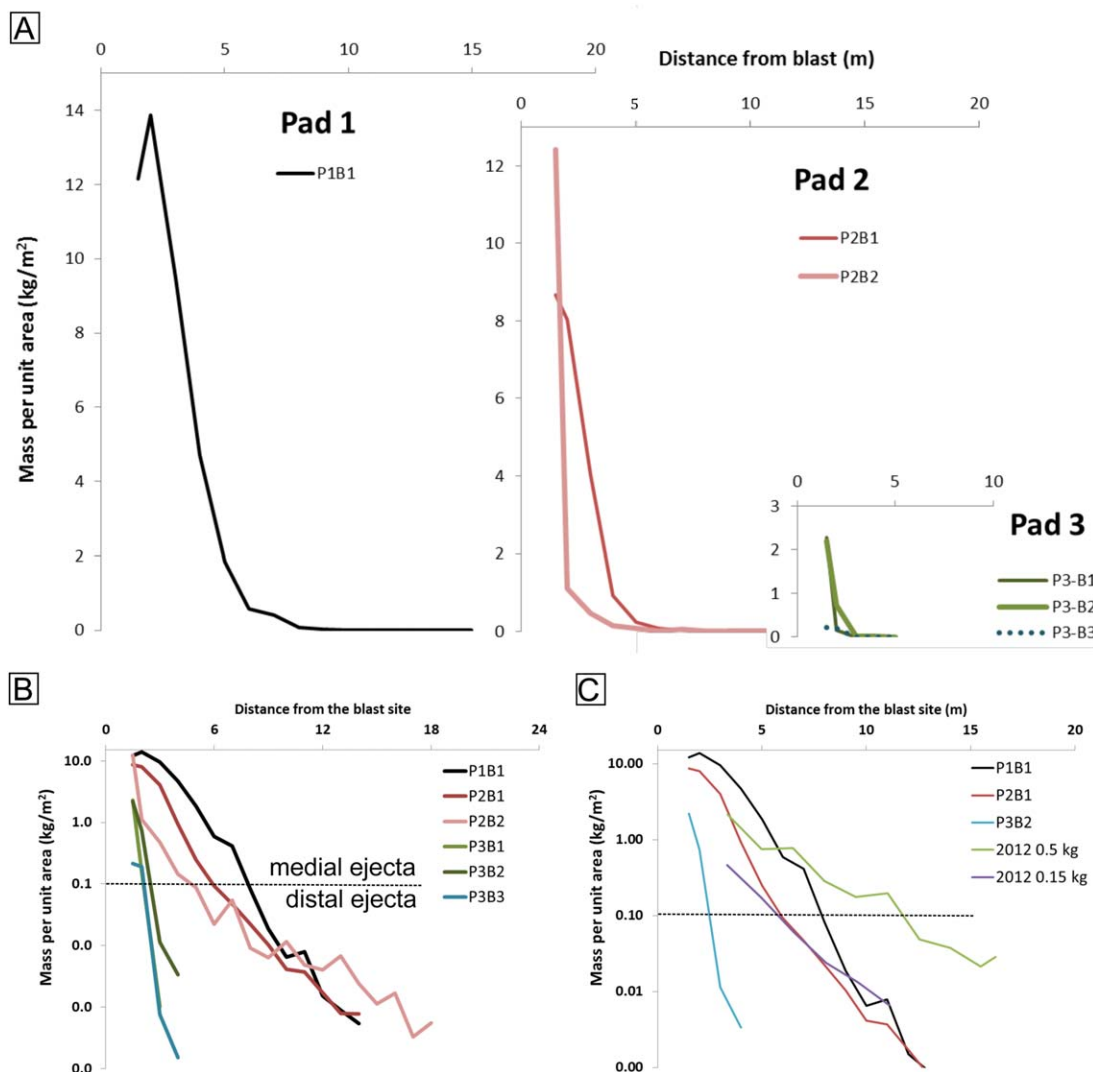 A
0 5 10 15
20
Distance from blast (m)
0 5 10 15 20
14
12
10
8
6
4
2
0
Mass per unit area (kg/m²)
Pad 1
P1B1
12
10
8
6
4
2
0
Pad 2
P2B1
P2B2
0 5 10
3
2
1
0
Pad 3
P3-B1
P3-B2
P3-B3
B
Distance from the blast site
0 6 12 18 24
10.0
1.0
0.1
0.0
0.0
0.0
Mass per unit area (kg/m²)
P1B1
P2B1
P2B2
P3B1
P3B2
P3B3
medial ejecta
distal ejecta
C
Distance from the blast site (m)
0 5 10 15 20
10.00
1.00
0.10
0.01
0.00
Mass per unit area (kg/m²)
P1B1
P2B1
P3B2
2012 0.5 kg
2012 0.15 kg